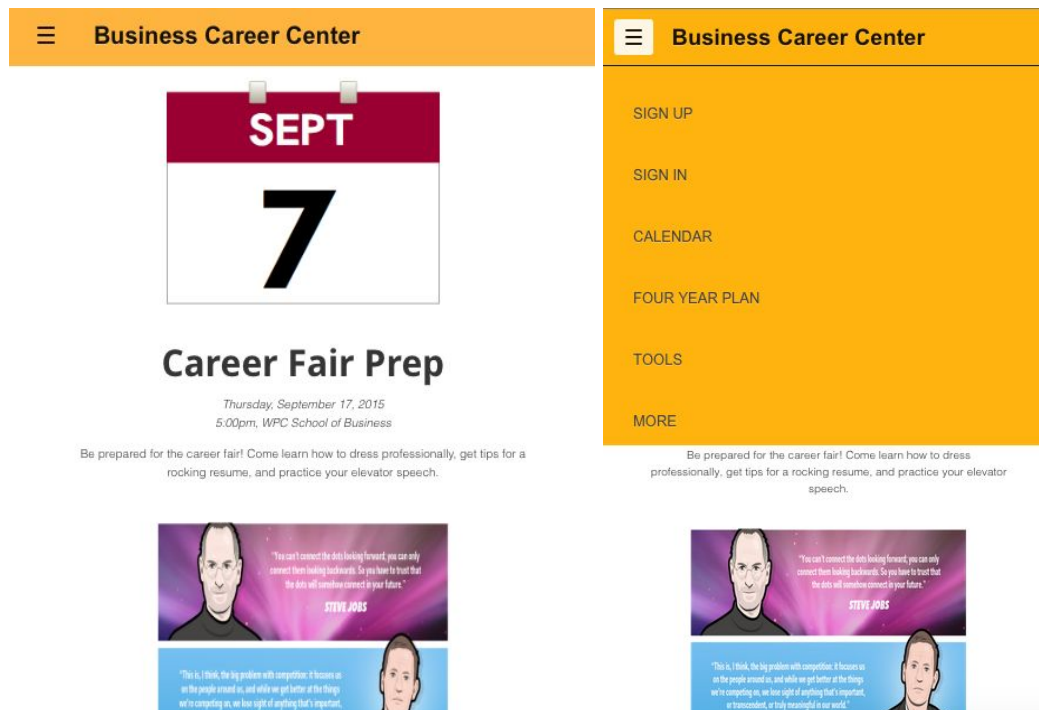 ☰ Business Career Center
SEPT
7
Career Fair Prep
Thursday, September 17, 2015
5:00pm, WPC School of Business
Be prepared for the career fair! Come learn how to dress professionally, get tips for a
rocking resume, and practice your elevator speech.
"You can't connect the dots looking forward; you can only
connect them looking backwards. So you have to trust that
the dots will somehow connect in your future."
STEVE JOBS
"This is, I think, the big problem with competition: it focuses us
on the people around us, and while we get better at the things
we're competing on, we lose sight of anything that's important,
☰ Business Career Center
SIGN UP
SIGN IN
CALENDAR
FOUR YEAR PLAN
TOOLS
MORE
Be prepared for the career fair! Come learn how to dress
professionally, get tips for a rocking resume, and practice your elevator
speech.
"You can't connect the dots looking forward; you can only
connect them looking backwards. So you have to trust that
the dots will somehow connect in your future."
STEVE JOBS
"This is, I think, the big problem with competition: it focuses us
on the people around us, and while we get better at the things
we're competing on, we lose sight of anything that's important,
or transcendent, or truly meaningful in our world."